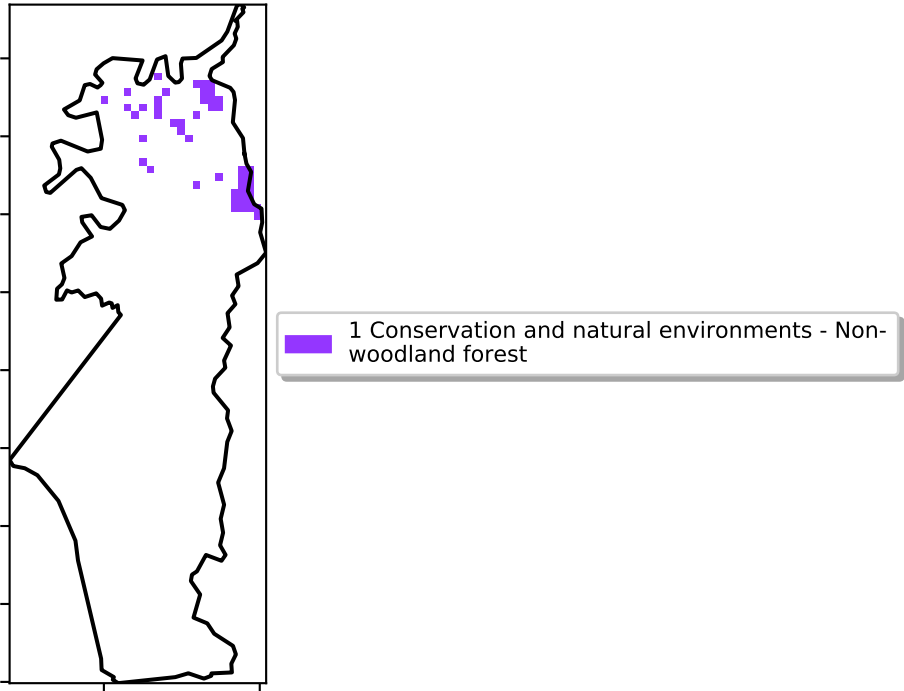 1 Conservation and natural environments - Non-
woodland forest